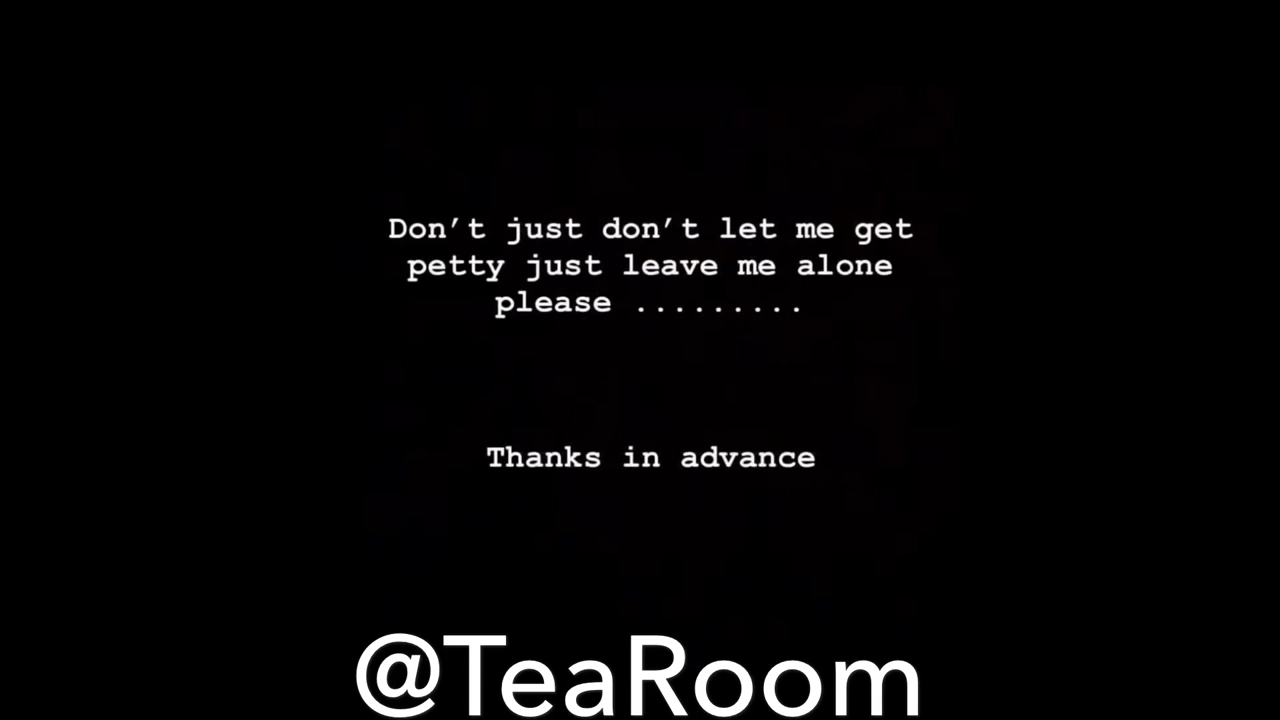 Don’t just don’t let me get
petty just leave me alone
please .........
Thanks in advance
@TeaRoom